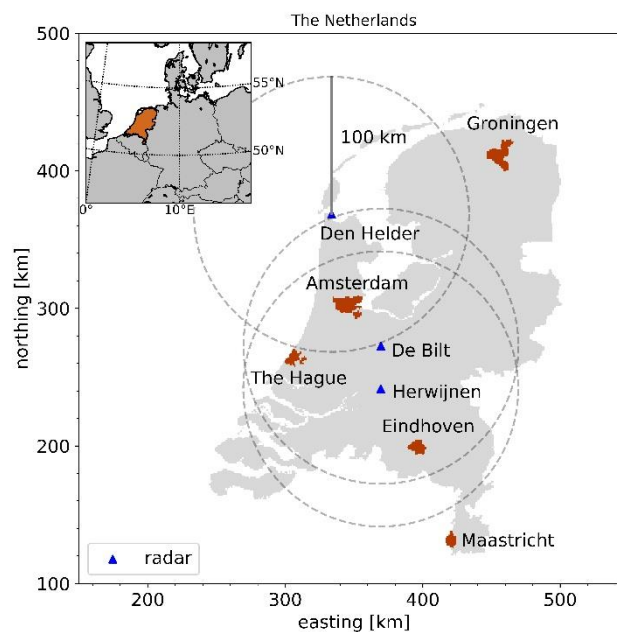 The Netherlands
500
400
300
200
100
northing [km]
55°N
50°N
0°
10°E
100 km
Groningen
Den Helder
Amsterdam
De Bilt
The Hague
Herwijnen
Eindhoven
Maastricht
radar
200
300
400
500
easting [km]